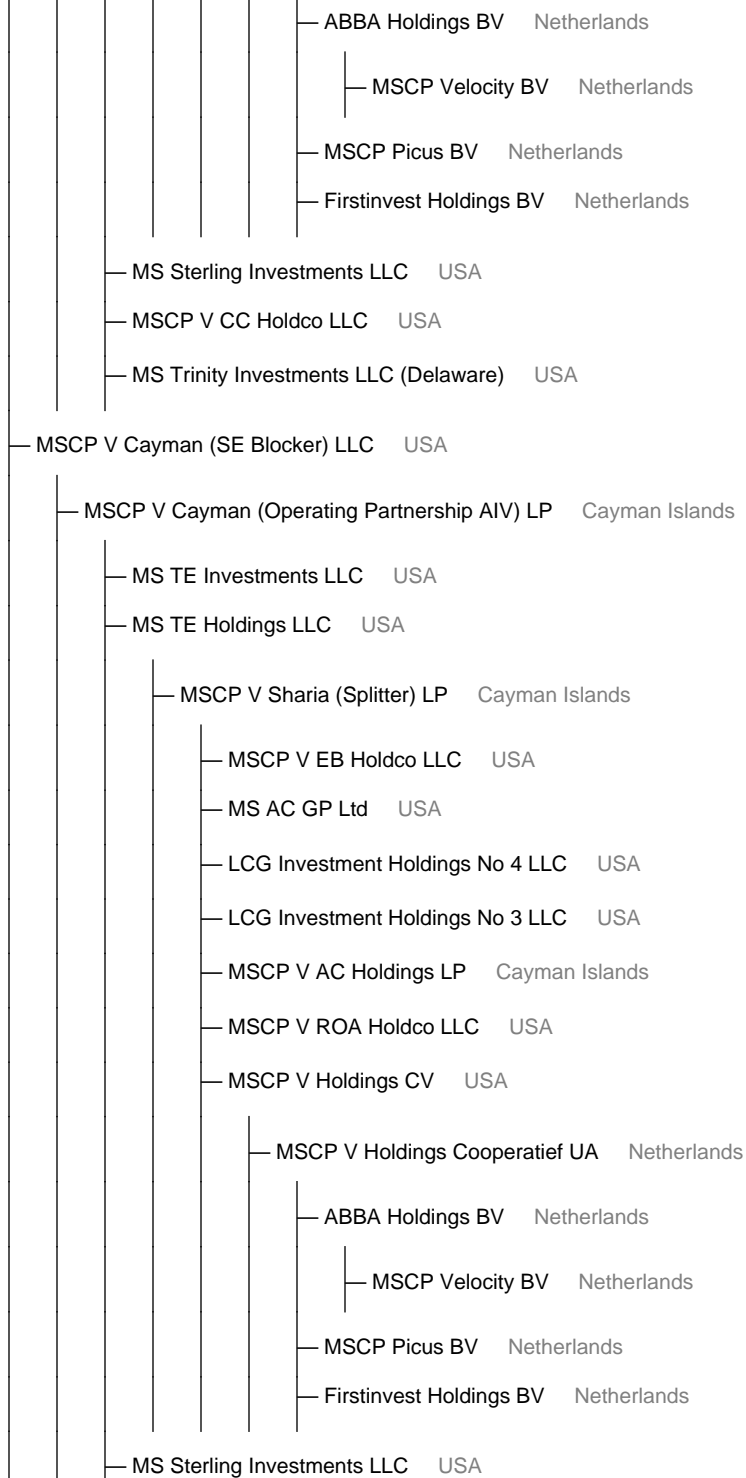 ABBA Holdings BV Netherlands
MSCP Velocity BV Netherlands
MSCP Picus BV Netherlands
Firstinvest Holdings BV Netherlands
MS Sterling Investments LLC USA
MSCP V CC Holdco LLC USA
MS Trinity Investments LLC (Delaware) USA
MSCP V Cayman (SE Blocker) LLC USA
MSCP V Cayman (Operating Partnership AIV) LP Cayman Islands
MS TE Investments LLC USA
MS TE Holdings LLC USA
MSCP V Sharia (Splitter) LP Cayman Islands
MSCP V EB Holdco LLC USA
MS AC GP Ltd USA
LCG Investment Holdings No 4 LLC USA
LCG Investment Holdings No 3 LLC USA
MSCP V AC Holdings LP Cayman Islands
MSCP V ROA Holdco LLC USA
MSCP V Holdings CV USA
MSCP V Holdings Cooperatief UA Netherlands
ABBA Holdings BV Netherlands
MSCP Velocity BV Netherlands
MSCP Picus BV Netherlands
Firstinvest Holdings BV Netherlands
MS Sterling Investments LLC USA